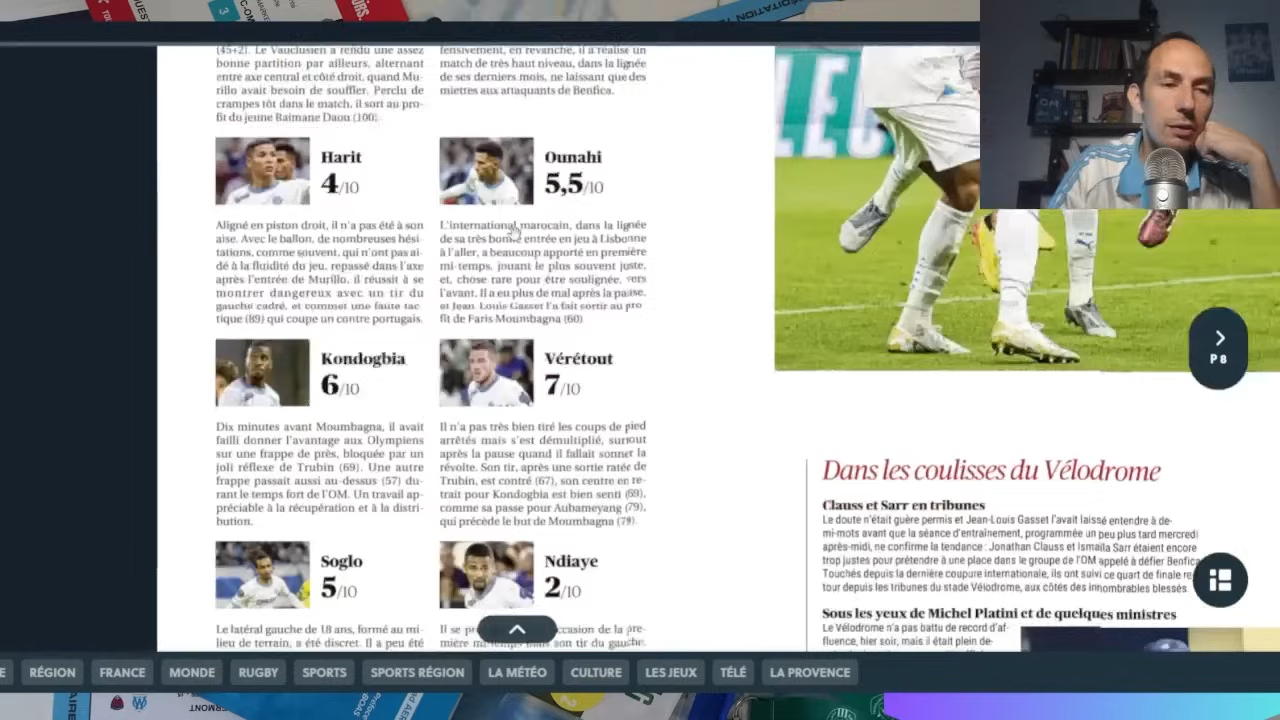 (45+2). Le Vauclusien a rendu une assez
bonne partition par ailleurs, alternant
entre axe central et côté droit, quand Mu-
rillo avait besoin de souffler. Perclu de
crampes tôt dans le match, il sort au pro-
fit du jeune Raimane Daou (100).
fensivement, en revanche, il a réalisé un
match de très haut niveau, dans la lignée
de ses derniers mois, ne laissant que des
miettes aux attaquants de Benfica.
Harit
4/10
Aligné en piston droit, il n'a pas été à son
aise. Avec le ballon, de nombreuses hési-
tations, comme souvent, qui n'ont pas ai-
dé à la fluidité du jeu, repassé dans l'axe
après l'entrée de Murillo, il réussit à se
montrer dangereux avec un tir du
gauche cadré, et commet une faute tac-
tique (89) qui coupe un contre portugais.
Ounahi
5,5/10
L'international marocain, dans la lignée
de sa très bonne entrée en jeu à Lisbonne
à l'aller, a beaucoup apporté en première
mi-temps, jouant le plus souvent juste,
et, chose rare pour être soulignée, vers
l'avant. Il a eu plus de mal après la pause,
et Jean-Louis Gasset l'a fait sortir au pro-
fit de Faris Moumbagna (60)
Kondogbia
6/10
Dix minutes avant Moumbagna, il avait
failli donner l'avantage aux Olympiens
sur une frappe de près, bloquée par un
joli réflexe de Trubin (69). Une autre
frappe passait aussi au-dessus (57) du-
rant le temps fort de l'OM. Un travail ap-
préciable à la récupération et à la distri-
bution.
Vérétout
7/10
Il n'a pas très bien tiré les coups de pied
arrêtés mais s'est démultiplié, surtout
après la pause quand il fallait sonner la
révolte. Son tir, après une sortie ratée de
Trubin, est contré (67), son centre en re-
trait pour Kondogbia est bien senti (69),
comme sa passe pour Aubameyang (79),
qui précède le but de Moumbagna (79).
Soglo
5/10
Le latéral gauche de 18 ans, formé au mi-
lieu de terrain, a été discret. Il a peu été
Ndiaye
2/10
P 8
Dans les coulisses du Vélodrome
Clauss et Sarr en tribunes
Le doute n'était guère permis et Jean-Louis Gasset l'avait laissé entendre à de-
mi-mots avant que la séance d'entraînement, programmée un peu plus tard mercredi
après-midi, ne confirme la tendance : Jonathan Clauss et Ismaïla Sarr étaient encore
trop justes pour prétendre à une place dans le groupe de l'OM appelé à défier Benfica.
Touchés depuis la dernière coupure internationale, ils ont suivi ce quart de finale re
tour depuis les tribunes du stade Vélodrome, aux côtés des innombrables blessés
Sous les yeux de Michel Platini et de quelques ministres
Le Vélodrome n'a pas battu de record d'af-
fluence, hier soir, mais il était plein de-
RÉGION
FRANCE
MONDE
RUGBY
SPORTS
SPORTS RÉGION
LA MÉTÉO
CULTURE
LES JEUX
TÉLÉ
LA PROVENCE